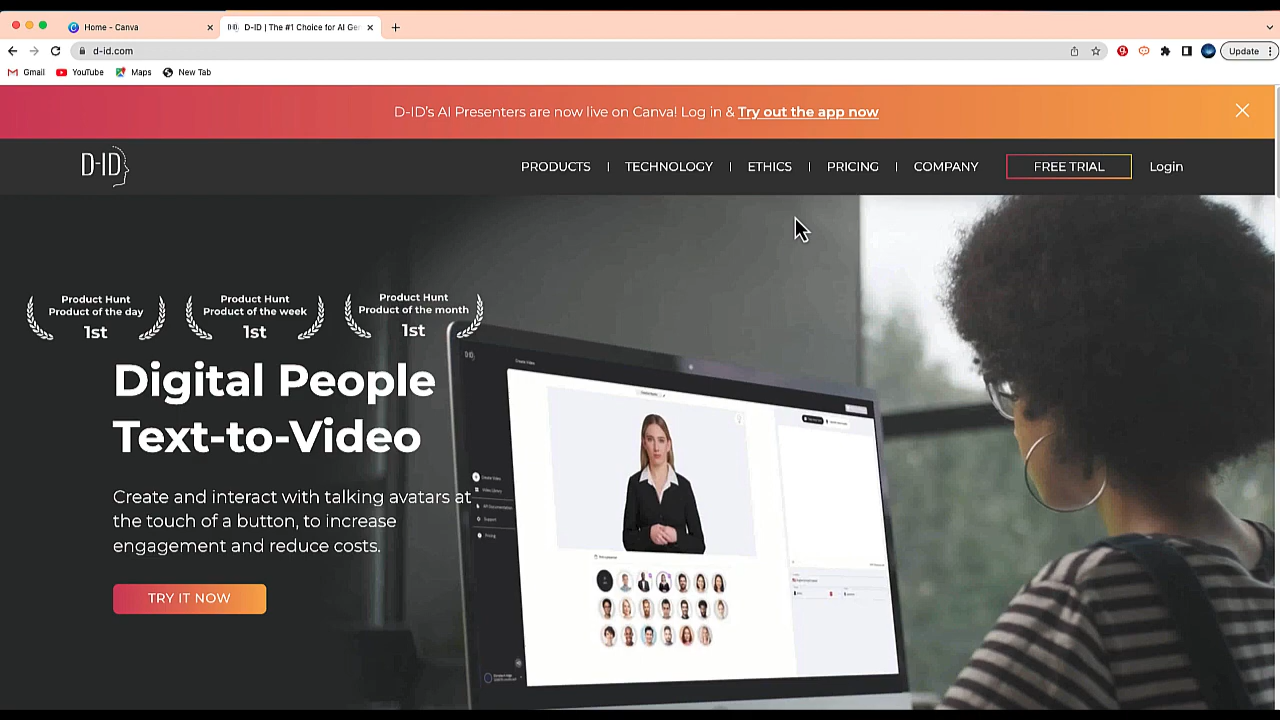 Home - Canva
D-ID | The #1 Choice for AI Ger
d-id.com
Update
Gmail
YouTube
Maps
New Tab
D-ID's AI Presenters are now live on Canva! Log in & Try out the app now
D-ID
PRODUCTS | TECHNOLOGY | ETHICS | PRICING | COMPANY
FREE TRIAL
Login
Product Hunt
Product of the day
1st
Product Hunt
Product of the week
1st
Product Hunt
Product of the month
1st
Digital People
Text-to-Video
Create and interact with talking avatars at
the touch of a button, to increase
engagement and reduce costs.
TRY IT NOW